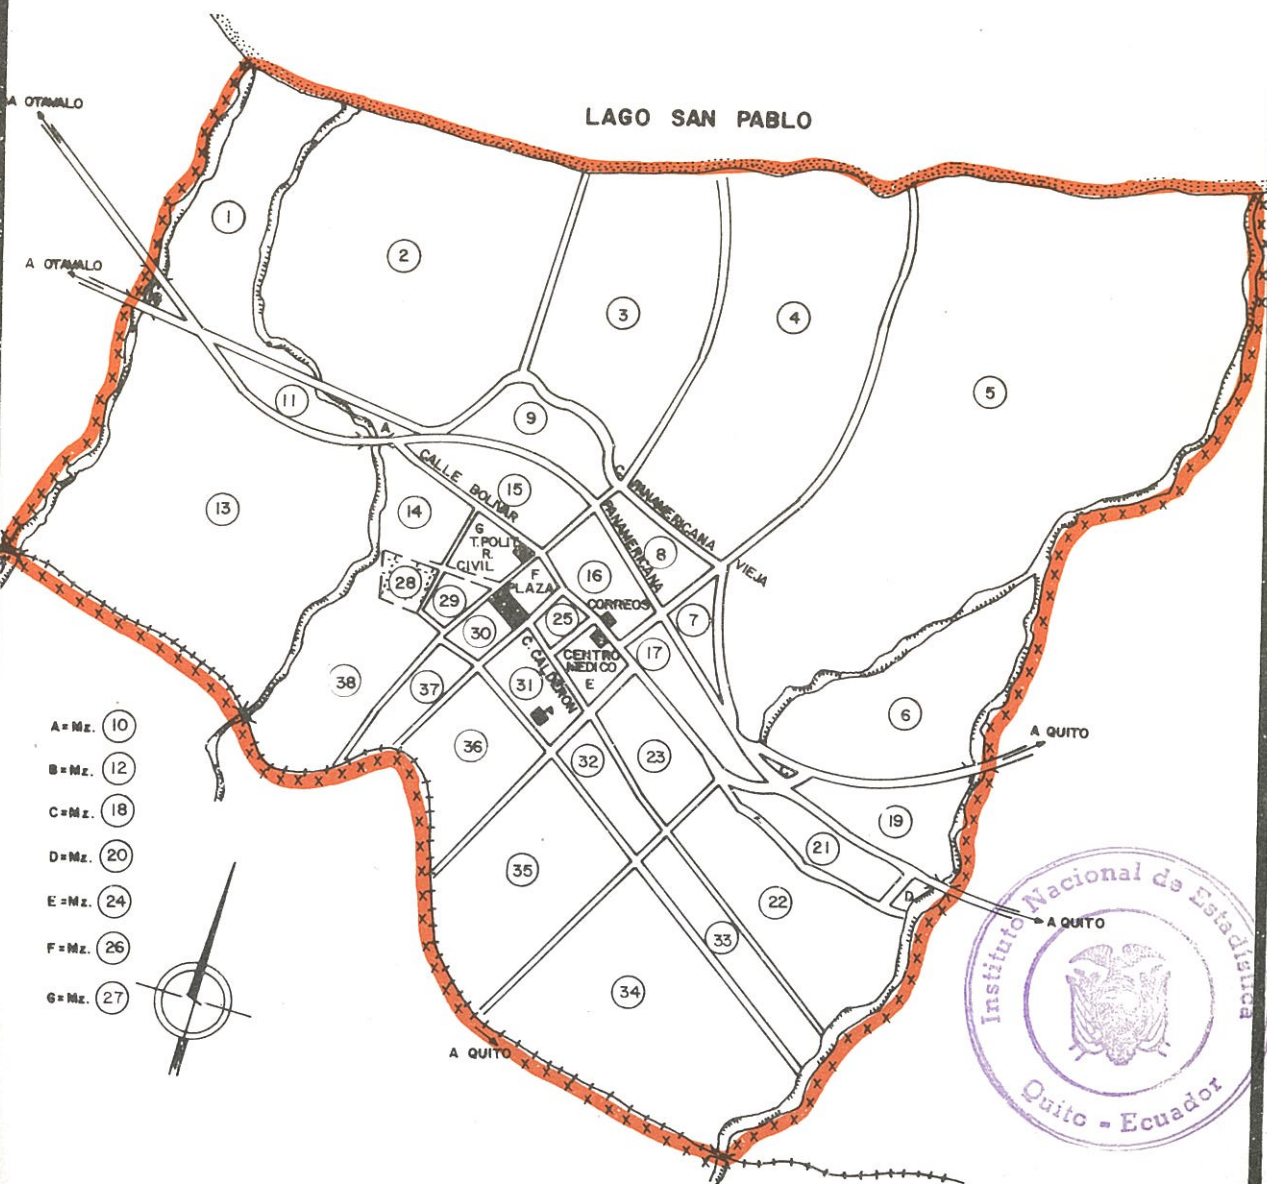 LAGO SAN PABLO
A OTAVALO
A OTAVALO
1
2
3
4
5
11
9
A
CALLE BOLIVAR
13
14
15
C. PANAMERICANA
VIEJA
PANAMERICANA
8
G
T. POLIT.
R.
CIVIL
28
29
F
PLAZA
16
CORREOS
25
7
30
CENTRO
MEDICO
E
17
C. CALDERON
31
38
37
6
36
32
23
A QUITO
A=Mz. 10
B=Mz. 12
C=Mz. 18
D=Mz. 20
E=Mz. 24
F=Mz. 26
G=Mz. 27
19
21
D
35
22
33
34
A QUITO
A QUITO
Instituto Nacional de Estadística
Quito - Ecuador